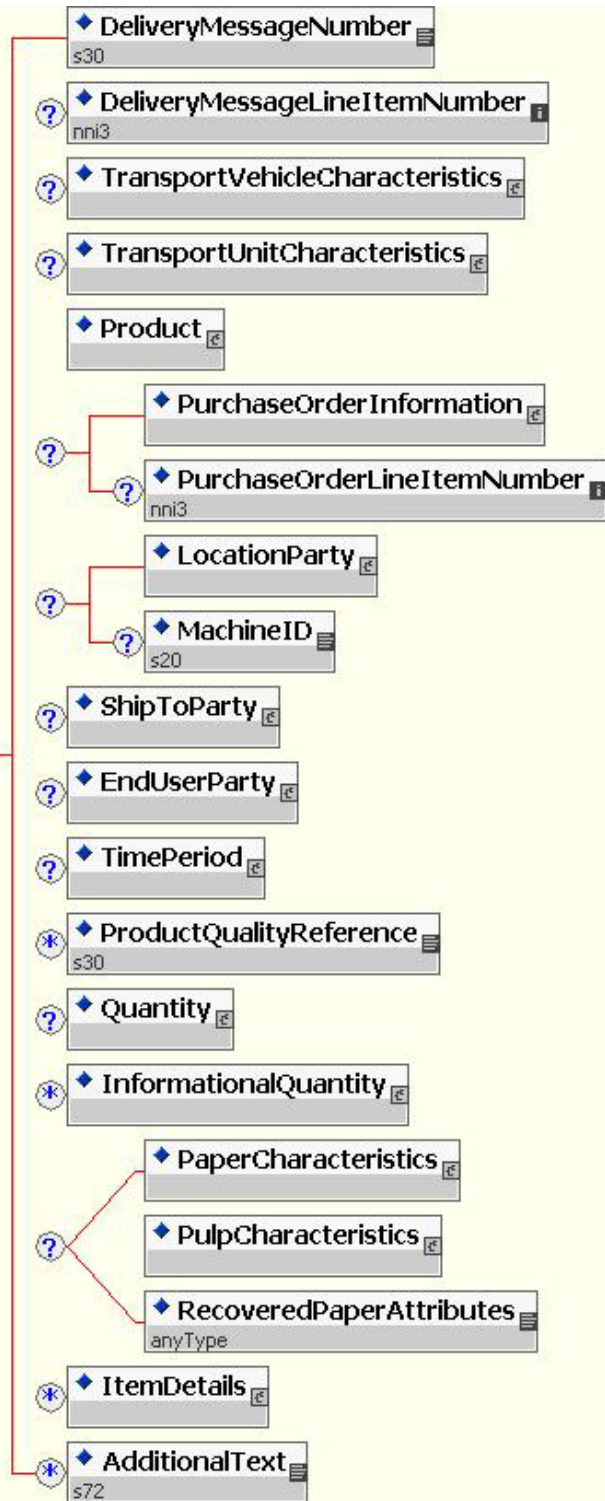 DeliveryMessageNumber
s30
? DeliveryMessageLineItemNumber
nni3
? TransportVehicleCharacteristics
? TransportUnitCharacteristics
Product
PurchaseOrderInformation
?
? PurchaseOrderLineItemNumber
nni3
LocationParty
?
? MachineID
s20
? ShipToParty
? EndUserParty
? TimePeriod
* ProductQualityReference
s30
? Quantity
* InformationalQuantity
PaperCharacteristics
? PulpCharacteristics
RecoveredPaperAttributes
anyType
* ItemDetails
* AdditionalText
s72